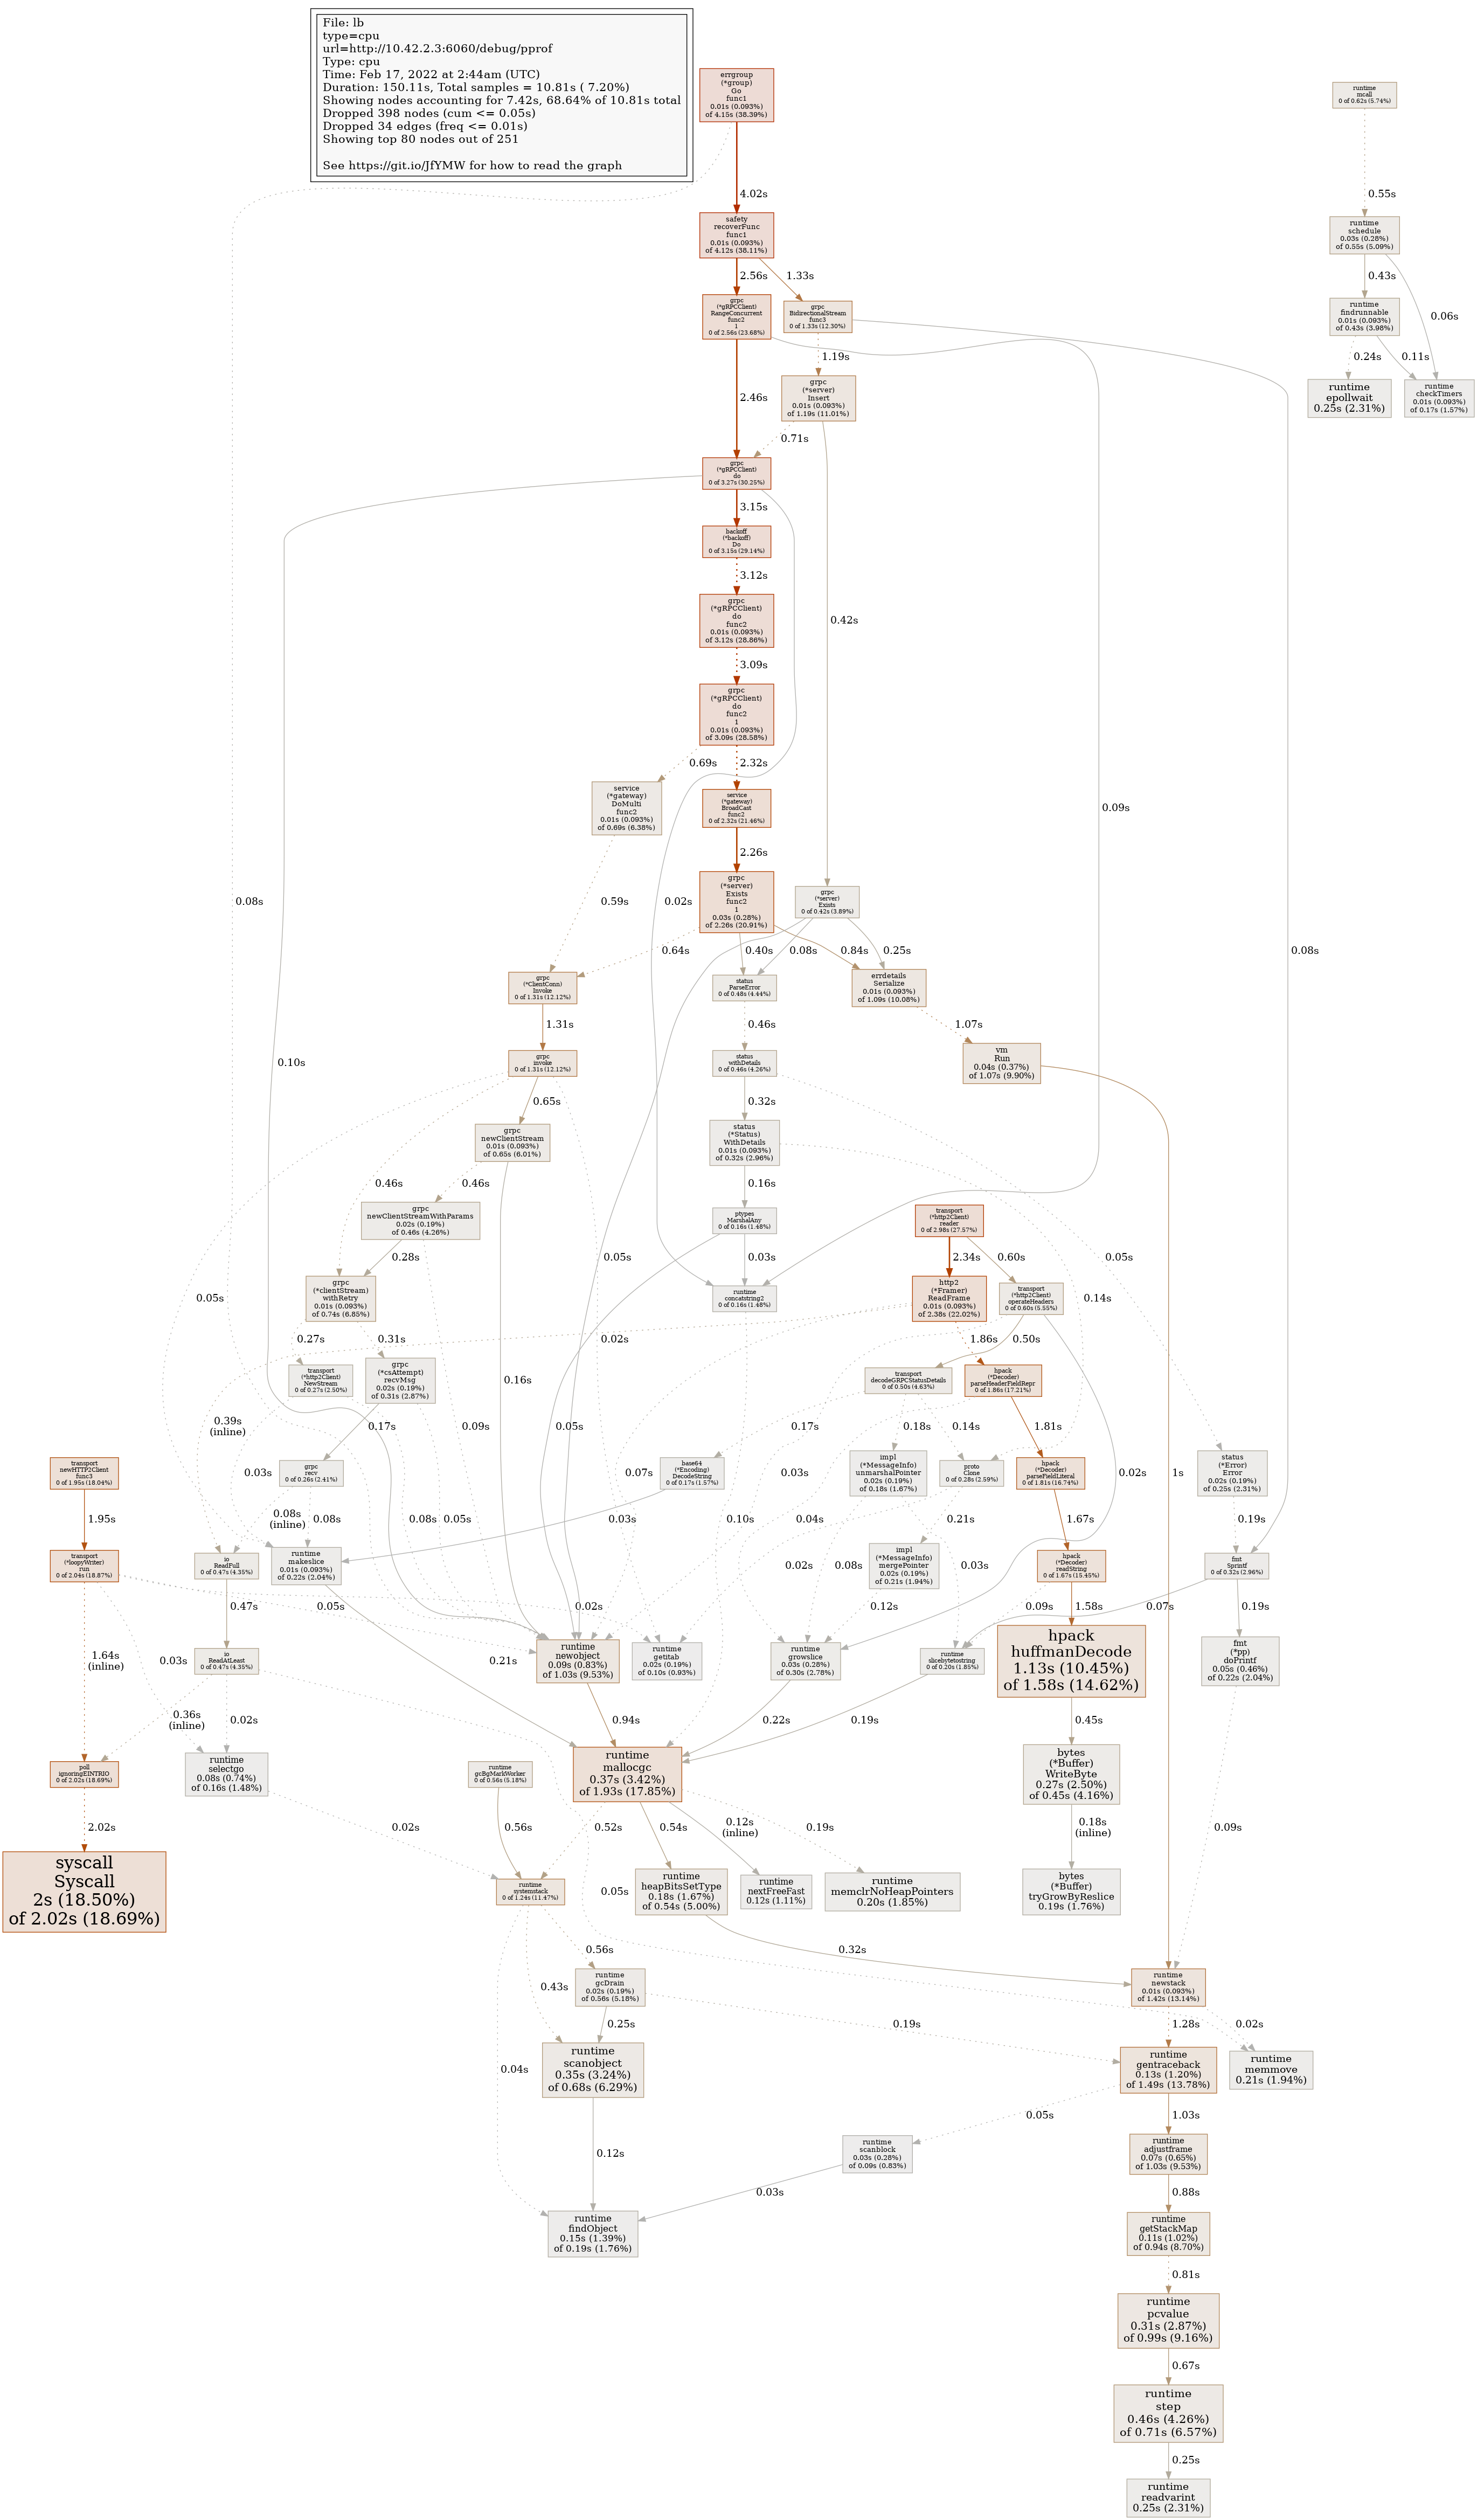 File: lb
type=cpu
url=http://10.42.2.3:6060/debug/pprof
Type: cpu
Time: Feb 17, 2022 at 2:44am (UTC)
Duration: 150.11s, Total samples = 10.81s ( 7.20%)
Showing nodes accounting for 7.42s, 68.64% of 10.81s total
Dropped 398 nodes (cum <= 0.05s)
Dropped 34 edges (freq <= 0.01s)
Showing top 80 nodes out of 251
See https://git.io/JfYMW for how to read the graph
errgroup
(*group)
Go
func1
0.01s (0.093%)
of 4.15s (38.39%)
runtime
mcall
0 of 0.62s (5.74%)
4.02s
0.55s
safety
recoverFunc
func1
0.01s (0.093%)
of 4.12s (38.11%)
runtime
schedule
0.03s (0.28%)
of 0.55s (5.09%)
2.56s
1.33s
0.43s
0.06s
grpc
(*gRPCClient)
RangeConcurrent
func2
1
0 of 2.56s (23.68%)
grpc
BidirectionalStream
func3
0 of 1.33s (12.30%)
runtime
findrunnable
0.01s (0.093%)
of 0.43s (3.98%)
1.19s
0.24s
0.11s
2.46s
grpc
(*server)
Insert
0.01s (0.093%)
of 1.19s (11.01%)
runtime
epollwait
0.25s (2.31%)
runtime
checkTimers
0.01s (0.093%)
of 0.17s (1.57%)
0.71s
grpc
(*gRPCClient)
do
0 of 3.27s (30.25%)
3.15s
backoff
(*backoff)
Do
0 of 3.15s (29.14%)
3.12s
grpc
(*gRPCClient)
do
func2
0.01s (0.093%)
of 3.12s (28.86%)
0.42s
3.09s
grpc
(*gRPCClient)
do
func2
1
0.01s (0.093%)
of 3.09s (28.58%)
0.69s
2.32s
service
(*gateway)
DoMulti
func2
0.01s (0.093%)
of 0.69s (6.38%)
service
(*gateway)
BroadCast
func2
0 of 2.32s (21.46%)
0.09s
2.26s
0.08s
0.59s
0.02s
grpc
(*server)
Exists
func2
1
0.03s (0.28%)
of 2.26s (20.91%)
grpc
(*server)
Exists
0 of 0.42s (3.89%)
0.64s
0.40s
0.08s
0.84s
0.25s
0.08s
grpc
(*ClientConn)
Invoke
0 of 1.31s (12.12%)
status
ParseError
0 of 0.48s (4.44%)
errdetails
Serialize
0.01s (0.093%)
of 1.09s (10.08%)
1.31s
0.46s
1.07s
0.10s
grpc
invoke
0 of 1.31s (12.12%)
status
withDetails
0 of 0.46s (4.26%)
vm
Run
0.04s (0.37%)
of 1.07s (9.90%)
0.65s
0.32s
grpc
newClientStream
0.01s (0.093%)
of 0.65s (6.01%)
status
(*Status)
WithDetails
0.01s (0.093%)
of 0.32s (2.96%)
0.46s
0.46s
0.16s
grpc
newClientStreamWithParams
0.02s (0.19%)
of 0.46s (4.26%)
ptypes
MarshalAny
0 of 0.16s (1.48%)
transport
(*http2Client)
reader
0 of 2.98s (27.57%)
0.05s
0.28s
0.05s
0.03s
2.34s
0.60s
0.05s
0.14s
grpc
(*clientStream)
withRetry
0.01s (0.093%)
of 0.74s (6.85%)
runtime
concatstring2
0 of 0.16s (1.48%)
http2
(*Framer)
ReadFrame
0.01s (0.093%)
of 2.38s (22.02%)
transport
(*http2Client)
operateHeaders
0 of 0.60s (5.55%)
0.27s
0.31s
0.02s
1.86s
0.50s
transport
(*http2Client)
NewStream
0 of 0.27s (2.50%)
grpc
(*csAttempt)
recvMsg
0.02s (0.19%)
of 0.31s (2.87%)
0.16s
transport
decodeGRPCStatusDetails
0 of 0.50s (4.63%)
hpack
(*Decoder)
parseHeaderFieldRepr
0 of 1.86s (17.21%)
0.39s
(inline)
0.17s
0.09s
0.05s
0.17s
0.18s
0.14s
1.81s
transport
newHTTP2Client
func3
0 of 1.95s (18.04%)
0.03s
grpc
recv
0 of 0.26s (2.41%)
0.07s
base64
(*Encoding)
DecodeString
0 of 0.17s (1.57%)
0.03s
impl
(*MessageInfo)
unmarshalPointer
0.02s (0.19%)
of 0.18s (1.67%)
proto
Clone
0 of 0.28s (2.59%)
hpack
(*Decoder)
parseFieldLiteral
0 of 1.81s (16.74%)
0.02s
1s
status
(*Error)
Error
0.02s (0.19%)
of 0.25s (2.31%)
1.95s
0.08s
(inline)
0.08s
0.08s
0.05s
0.03s
0.10s
0.04s
0.21s
1.67s
0.19s
transport
(*loopyWriter)
run
0 of 2.04s (18.87%)
io
ReadFull
0 of 0.47s (4.35%)
runtime
makeslice
0.01s (0.093%)
of 0.22s (2.04%)
0.02s
0.08s
impl
(*MessageInfo)
mergePointer
0.02s (0.19%)
of 0.21s (1.94%)
0.03s
hpack
(*Decoder)
readString
0 of 1.67s (15.45%)
fmt
Sprintf
0 of 0.32s (2.96%)
0.47s
0.05s
0.02s
0.12s
0.09s
1.58s
0.07s
0.19s
1.64s
(inline)
0.03s
io
ReadAtLeast
0 of 0.47s (4.35%)
0.21s
runtime
newobject
0.09s (0.83%)
of 1.03s (9.53%)
runtime
getitab
0.02s (0.19%)
of 0.10s (0.93%)
runtime
growslice
0.03s (0.28%)
of 0.30s (2.78%)
runtime
slicebytetostring
0 of 0.20s (1.85%)
hpack
huffmanDecode
1.13s (10.45%)
of 1.58s (14.62%)
fmt
(*pp)
doPrintf
0.05s (0.46%)
of 0.22s (2.04%)
0.36s
(inline)
0.02s
0.94s
0.22s
0.19s
0.45s
poll
ignoringEINTRIO
0 of 2.02s (18.69%)
runtime
selectgo
0.08s (0.74%)
of 0.16s (1.48%)
runtime
gcBgMarkWorker
0 of 0.56s (5.18%)
runtime
mallocgc
0.37s (3.42%)
of 1.93s (17.85%)
bytes
(*Buffer)
WriteByte
0.27s (2.50%)
of 0.45s (4.16%)
2.02s
0.02s
0.56s
0.52s
0.54s
0.12s
(inline)
0.19s
0.18s
(inline)
0.09s
syscall
Syscall
2s (18.50%)
of 2.02s (18.69%)
runtime
systemstack
0 of 1.24s (11.47%)
0.05s
runtime
heapBitsSetType
0.18s (1.67%)
of 0.54s (5.00%)
runtime
nextFreeFast
0.12s (1.11%)
runtime
memclrNoHeapPointers
0.20s (1.85%)
bytes
(*Buffer)
tryGrowByReslice
0.19s (1.76%)
0.56s
0.32s
0.43s
runtime
gcDrain
0.02s (0.19%)
of 0.56s (5.18%)
runtime
newstack
0.01s (0.093%)
of 1.42s (13.14%)
0.04s
0.25s
0.19s
1.28s
0.02s
runtime
scanobject
0.35s (3.24%)
of 0.68s (6.29%)
runtime
gentraceback
0.13s (1.20%)
of 1.49s (13.78%)
runtime
memmove
0.21s (1.94%)
0.12s
0.05s
1.03s
runtime
scanblock
0.03s (0.28%)
of 0.09s (0.83%)
runtime
adjustframe
0.07s (0.65%)
of 1.03s (9.53%)
0.03s
0.88s
runtime
findObject
0.15s (1.39%)
of 0.19s (1.76%)
runtime
getStackMap
0.11s (1.02%)
of 0.94s (8.70%)
0.81s
runtime
pcvalue
0.31s (2.87%)
of 0.99s (9.16%)
0.67s
runtime
step
0.46s (4.26%)
of 0.71s (6.57%)
0.25s
runtime
readvarint
0.25s (2.31%)